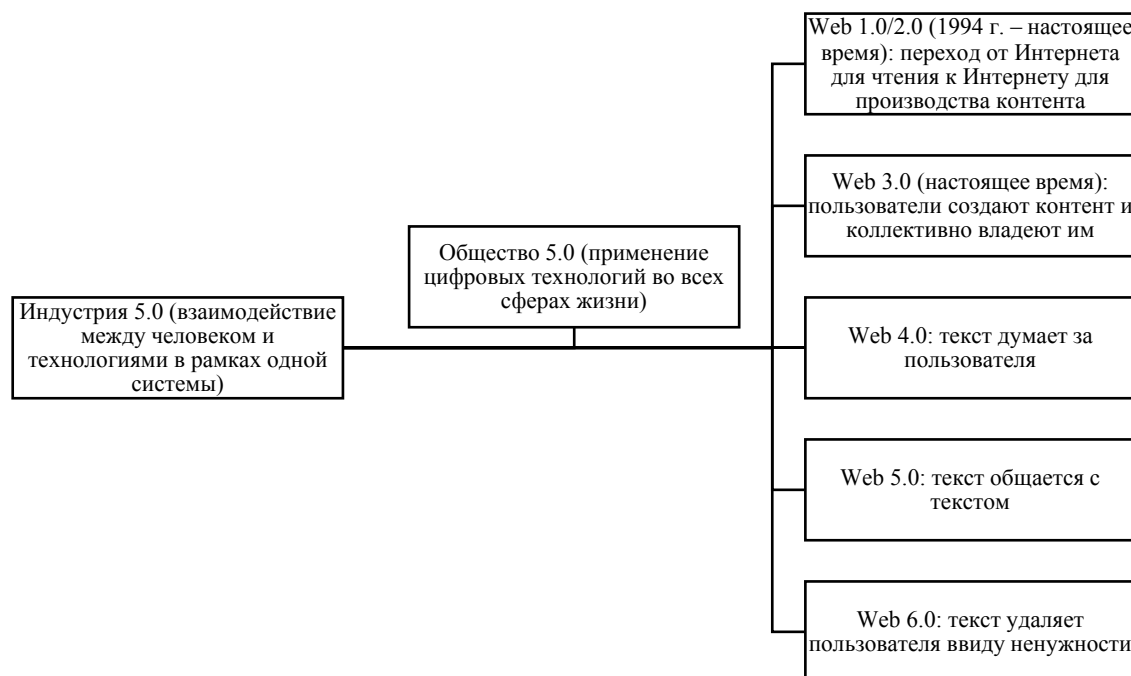 Индустрия 5.0 (взаимодействие
между человеком и
технологиями в рамках одной
системы)
Общество 5.0 (применение
цифровых технологий во всех
сферах жизни)
Web 1.0/2.0 (1994 г. – настоящее
время): переход от Интернета
для чтения к Интернету для
производства контента
Web 3.0 (настоящее время):
пользователи создают контент и
коллективно владеют им
Web 4.0: текст думает за
пользователя
Web 5.0: текст общается с
текстом
Web 6.0: текст удаляет
пользователя ввиду ненужности